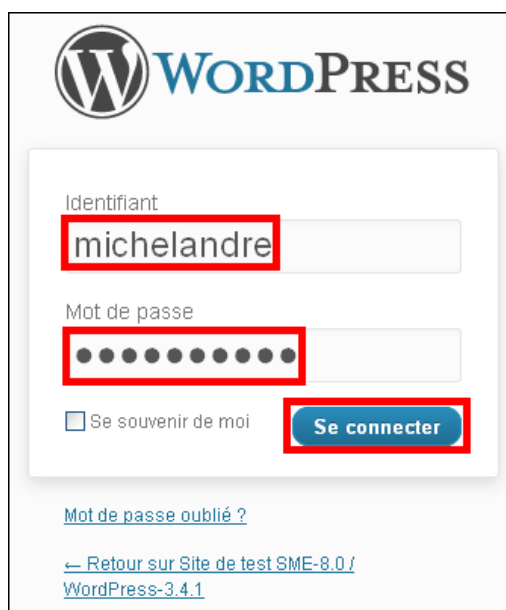 WORDPRESS
Identifiant
michelandre
Mot de passe
●●●●●●●●●●
Se souvenir de moi
Se connecter
Mot de passe oublié ?
← Retour sur Site de test SME-8.0 /
WordPress-3.4.1